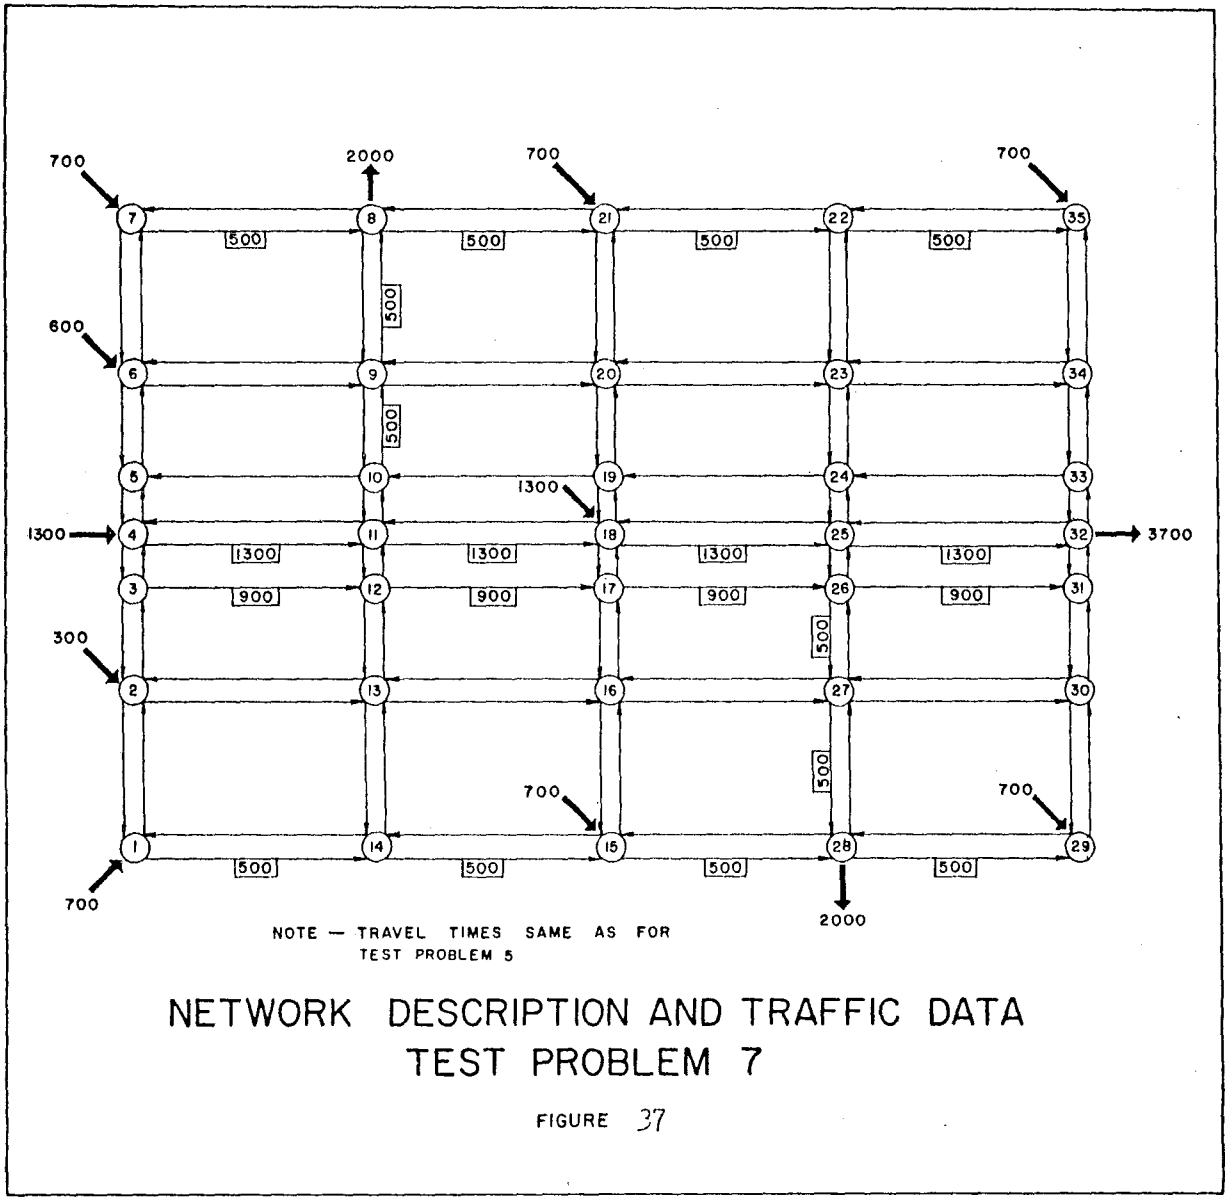 700 2000 700 700
7 8 21 22 35
500 500 500 500
500
600
6 9 20 23 34
500
5 10 19 24 33
1300
1300 4 11 18 25 32 3700
1300 1300 1300 1300
3 12 17 26 31
900 900 900 900
500
300
2 13 16 27 30
500
700 700
1 14 15 28 29
500 500 500 500
700 2000
NOTE — TRAVEL TIMES SAME AS FOR
TEST PROBLEM 5
NETWORK DESCRIPTION AND TRAFFIC DATA
TEST PROBLEM 7
FIGURE 37